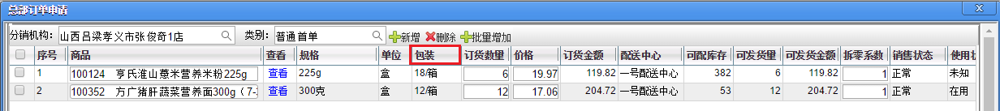 总部订单申请
分销机构： 山西吕梁孝义市张俊奇1店 类别： 普通首单 新增 删除 批量增加
序号 商品 查看 规格 单位 包装 订货数量 价格 订货金额 配送中心 可配库存 可发货量 可发货金额 拆零系数 销售状态 使用状
1 100124 亨氏淮山薏米营养米粉225g 查看 225g 盒 18/箱 6 19.97 119.82 一号配送中心 382 6 119.82 1 正常 未知
2 100352 方广猪肝蔬菜营养面300g（7- 查看 300克 盒 12/箱 12 17.06 204.72 一号配送中心 53 12 204.72 1 正常 在用